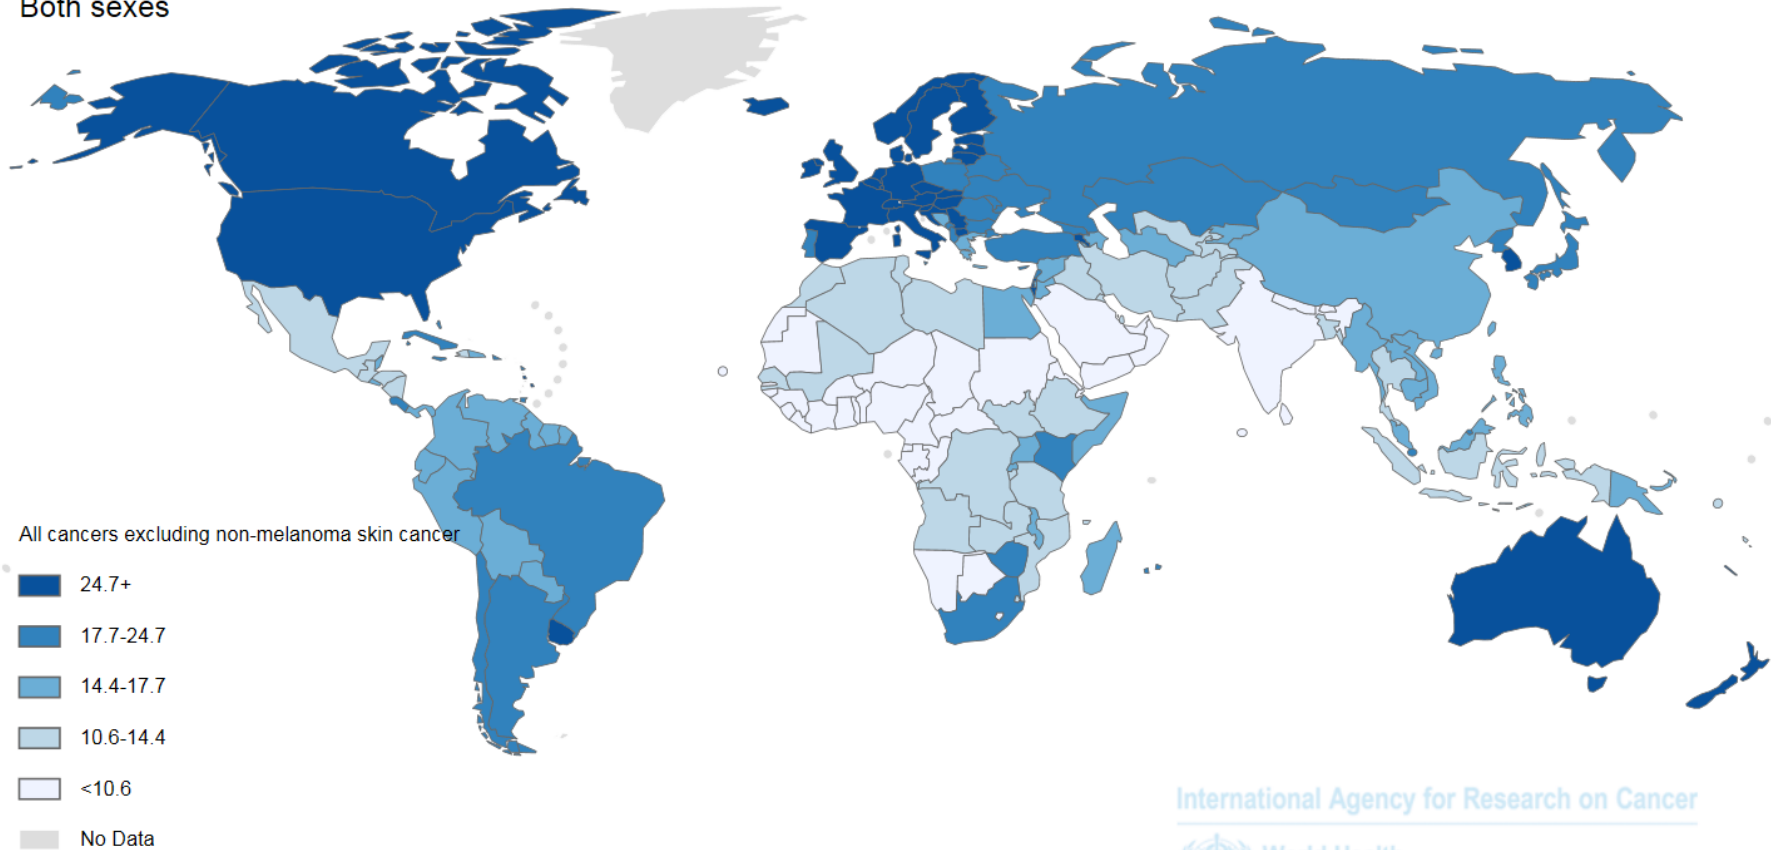 Both sexes
All cancers excluding non-melanoma skin cancer
24.7+
17.7-24.7
14.4-17.7
10.6-14.4
<10.6
No Data
International Agency for Research on Cancer